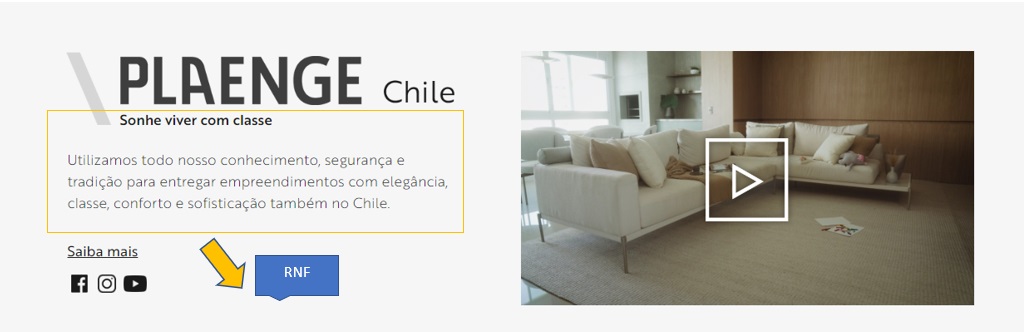 PLAENGE Chile
Sonhe viver com classe
Utilizamos todo nosso conhecimento, segurança e
tradição para entregar empreendimentos com elegância,
classe, conforto e sofisticação também no Chile.
Saiba mais
RNF